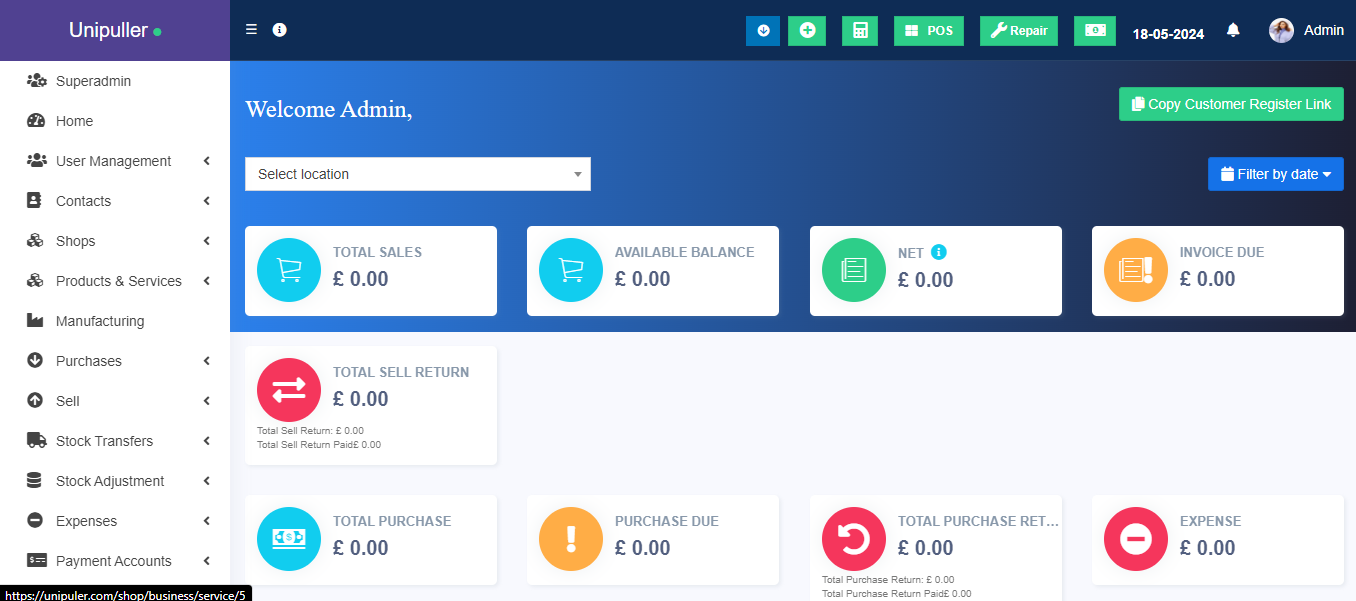 Unipuller
POS
Repair
18-05-2024
Admin
Superadmin
Home
User Management
Contacts
Shops
Products & Services
Manufacturing
Purchases
Sell
Stock Transfers
Stock Adjustment
Expenses
Payment Accounts
https://unipuler.com/shop/business/service/5
Welcome Admin,
Copy Customer Register Link
Select location
Filter by date
TOTAL SALES
£ 0.00
AVAILABLE BALANCE
£ 0.00
NET
£ 0.00
INVOICE DUE
£ 0.00
TOTAL SELL RETURN
£ 0.00
Total Sell Return: £ 0.00
Total Sell Return Paid£ 0.00
TOTAL PURCHASE
£ 0.00
PURCHASE DUE
£ 0.00
TOTAL PURCHASE RET...
£ 0.00
Total Purchase Return: £ 0.00
Total Purchase Return Paid£ 0.00
EXPENSE
£ 0.00